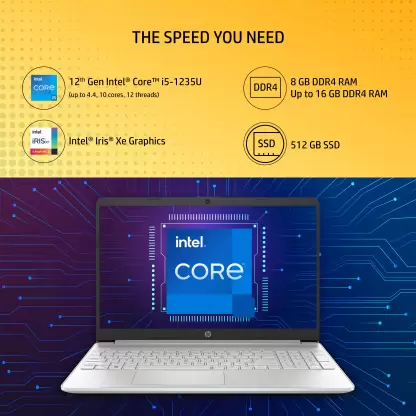 THE SPEED YOU NEED
intel
CORE
i5
12th Gen Intel® Core™ i5-1235U
(up to 4.4, 10 cores, 12 threads)
DDR4
8 GB DDR4 RAM
Up to 16 GB DDR4 RAM
intel
iRIS xe
GRAPHICS
Intel® Iris® Xe Graphics
SSD
512 GB SSD
intel.
CORE™
hp